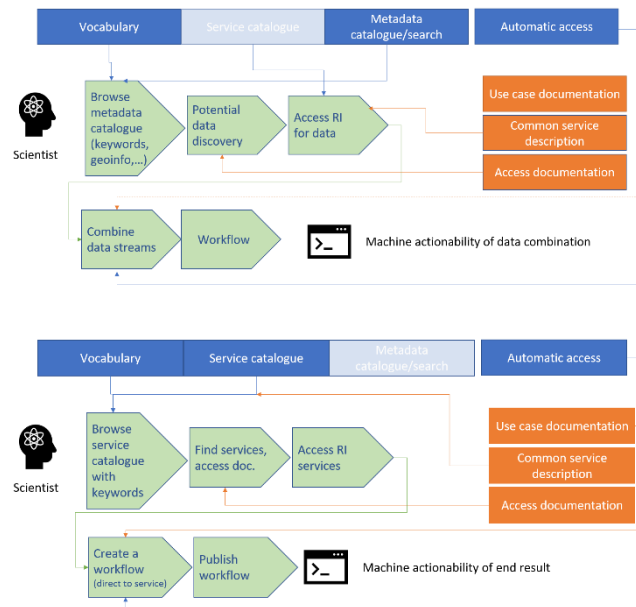 Vocabulary
Service catalogue
Metadata
catalogue/search
Automatic access
Scientist
Browse
metadata
catalogue
(keywords,
geoinfo,...)
Potential
data
discovery
Access RI
for data
Use case documentation
Common service
description
Access documentation
Combine
data streams
Workflow
>_
Machine actionability of data combination
Vocabulary
Service catalogue
Metadata
catalogue/search
Automatic access
Scientist
Browse
service
catalogue
with
keywords
Find services,
access doc.
Access RI
services
Use case documentation
Common service
description
Access documentation
Create a
workflow
(direct to service)
Publish
workflow
>_
Machine actionability of end result